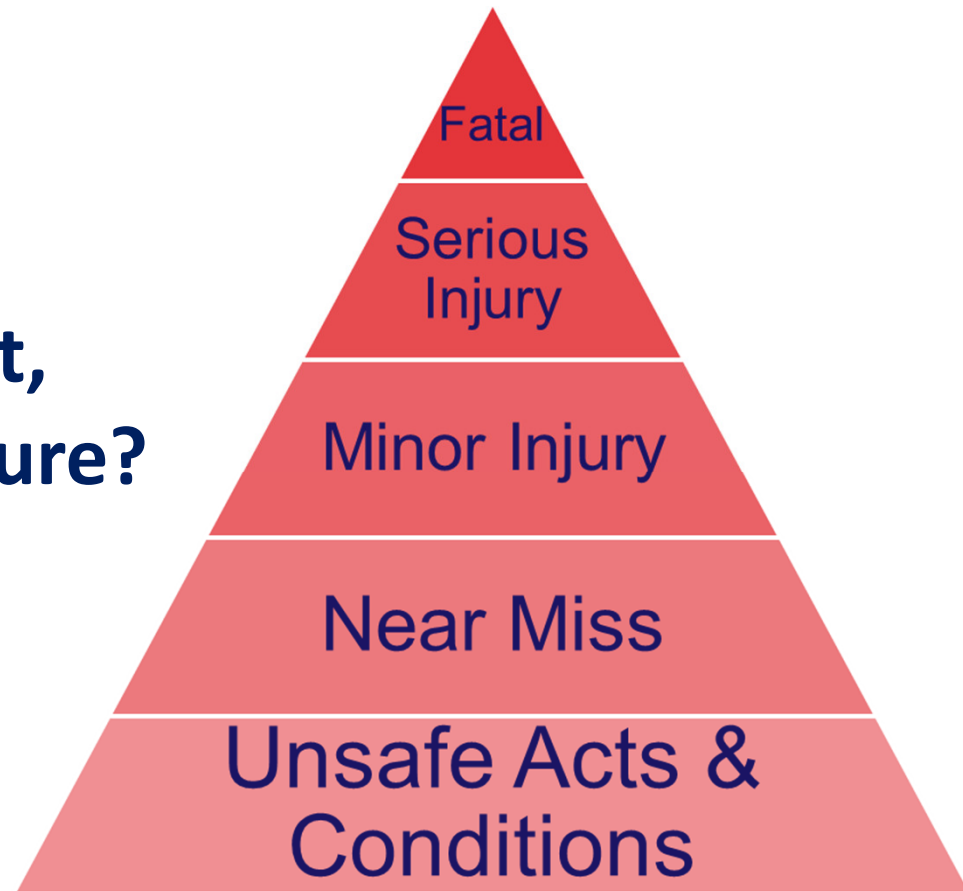 Fatal
Serious
Injury
t,
ure?
Minor Injury
Near Miss
Unsafe Acts &
Conditions